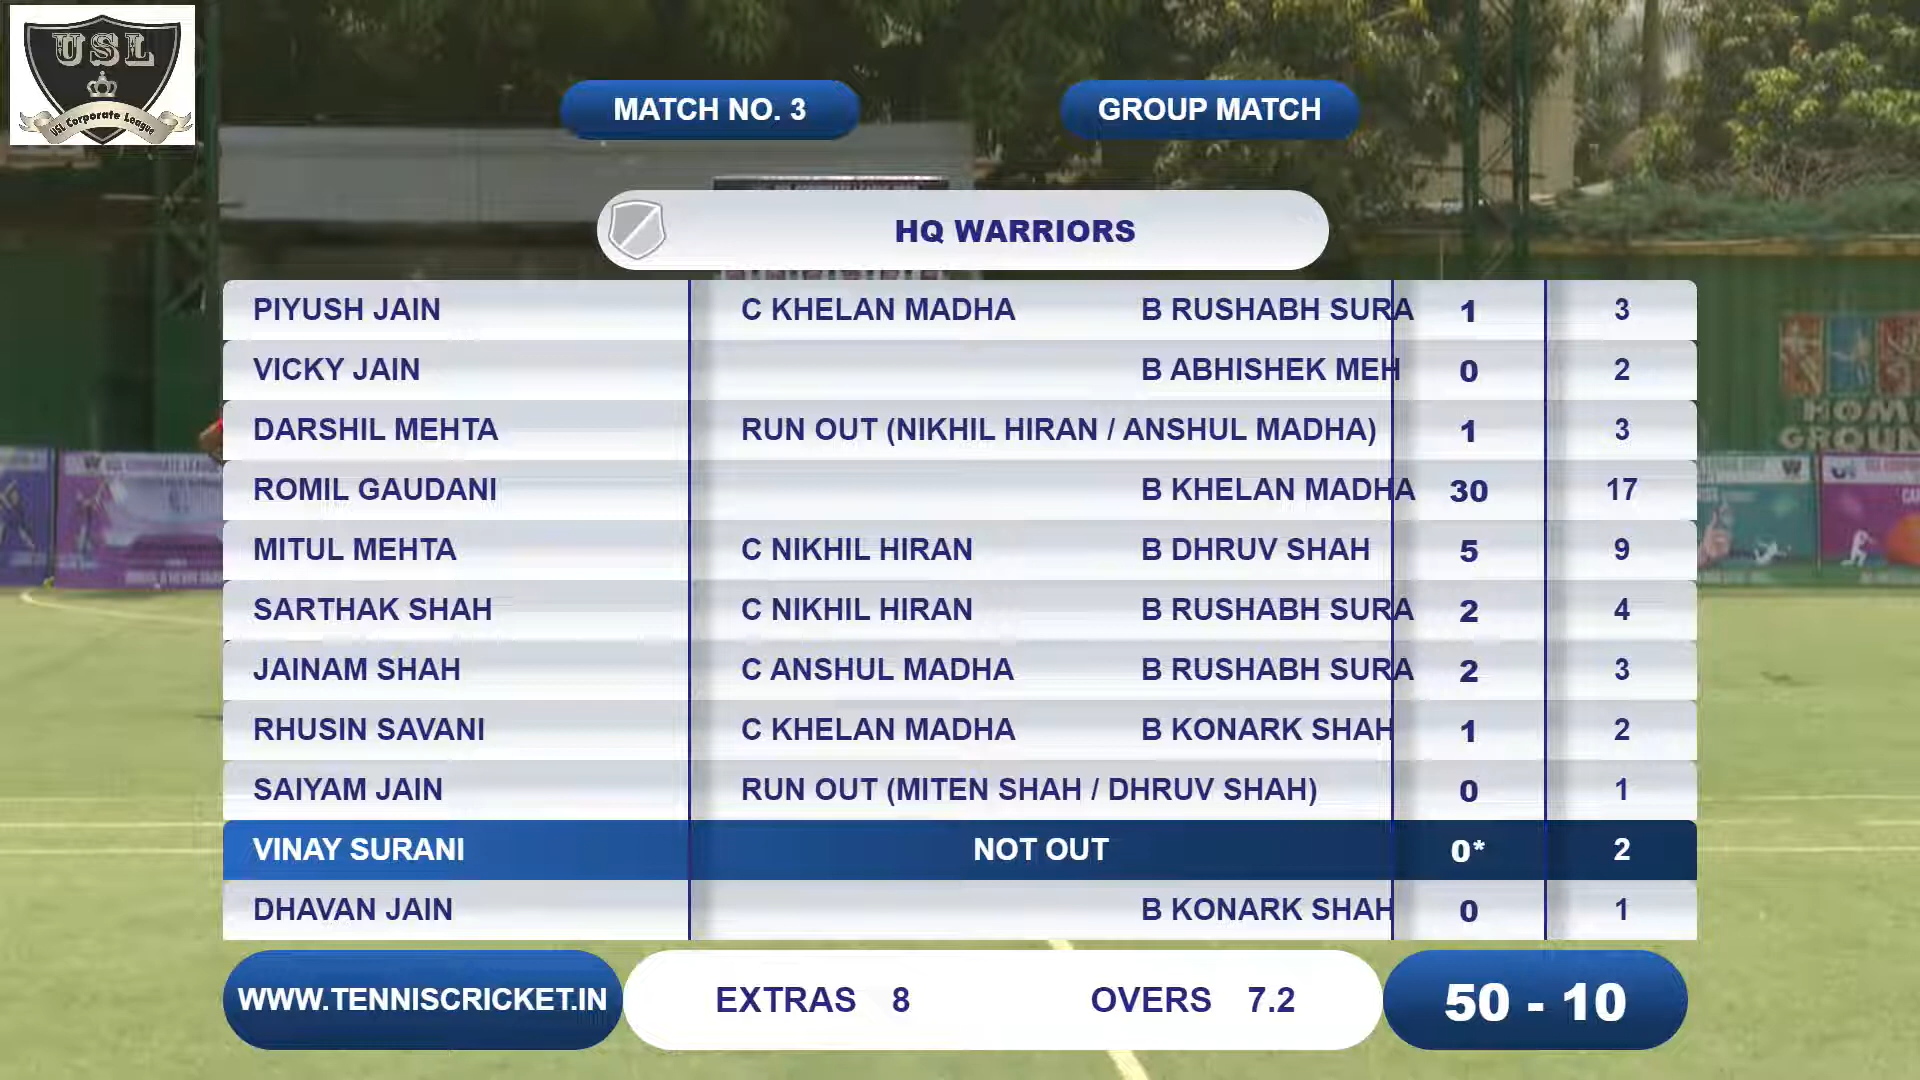 USL
USL Corporate League
MATCH NO. 3
GROUP MATCH
HQ WARRIORS
PIYUSH JAIN C KHELAN MADHA B RUSHABH SURA 1 3
VICKY JAIN B ABHISHEK MEH 0 2
DARSHIL MEHTA RUN OUT (NIKHIL HIRAN / ANSHUL MADHA) 1 3
ROMIL GAUDANI B KHELAN MADHA 30 17
MITUL MEHTA C NIKHIL HIRAN B DHRUV SHAH 5 9
SARTHAK SHAH C NIKHIL HIRAN B RUSHABH SURA 2 4
JAINAM SHAH C ANSHUL MADHA B RUSHABH SURA 2 3
RHUSIN SAVANI C KHELAN MADHA B KONARK SHAH 1 2
SAIYAM JAIN RUN OUT (MITEN SHAH / DHRUV SHAH) 0 1
VINAY SURANI NOT OUT 0* 2
DHAVAN JAIN B KONARK SHAH 0 1
WWW.TENNISCRICKET.IN EXTRAS 8 OVERS 7.2 50 - 10